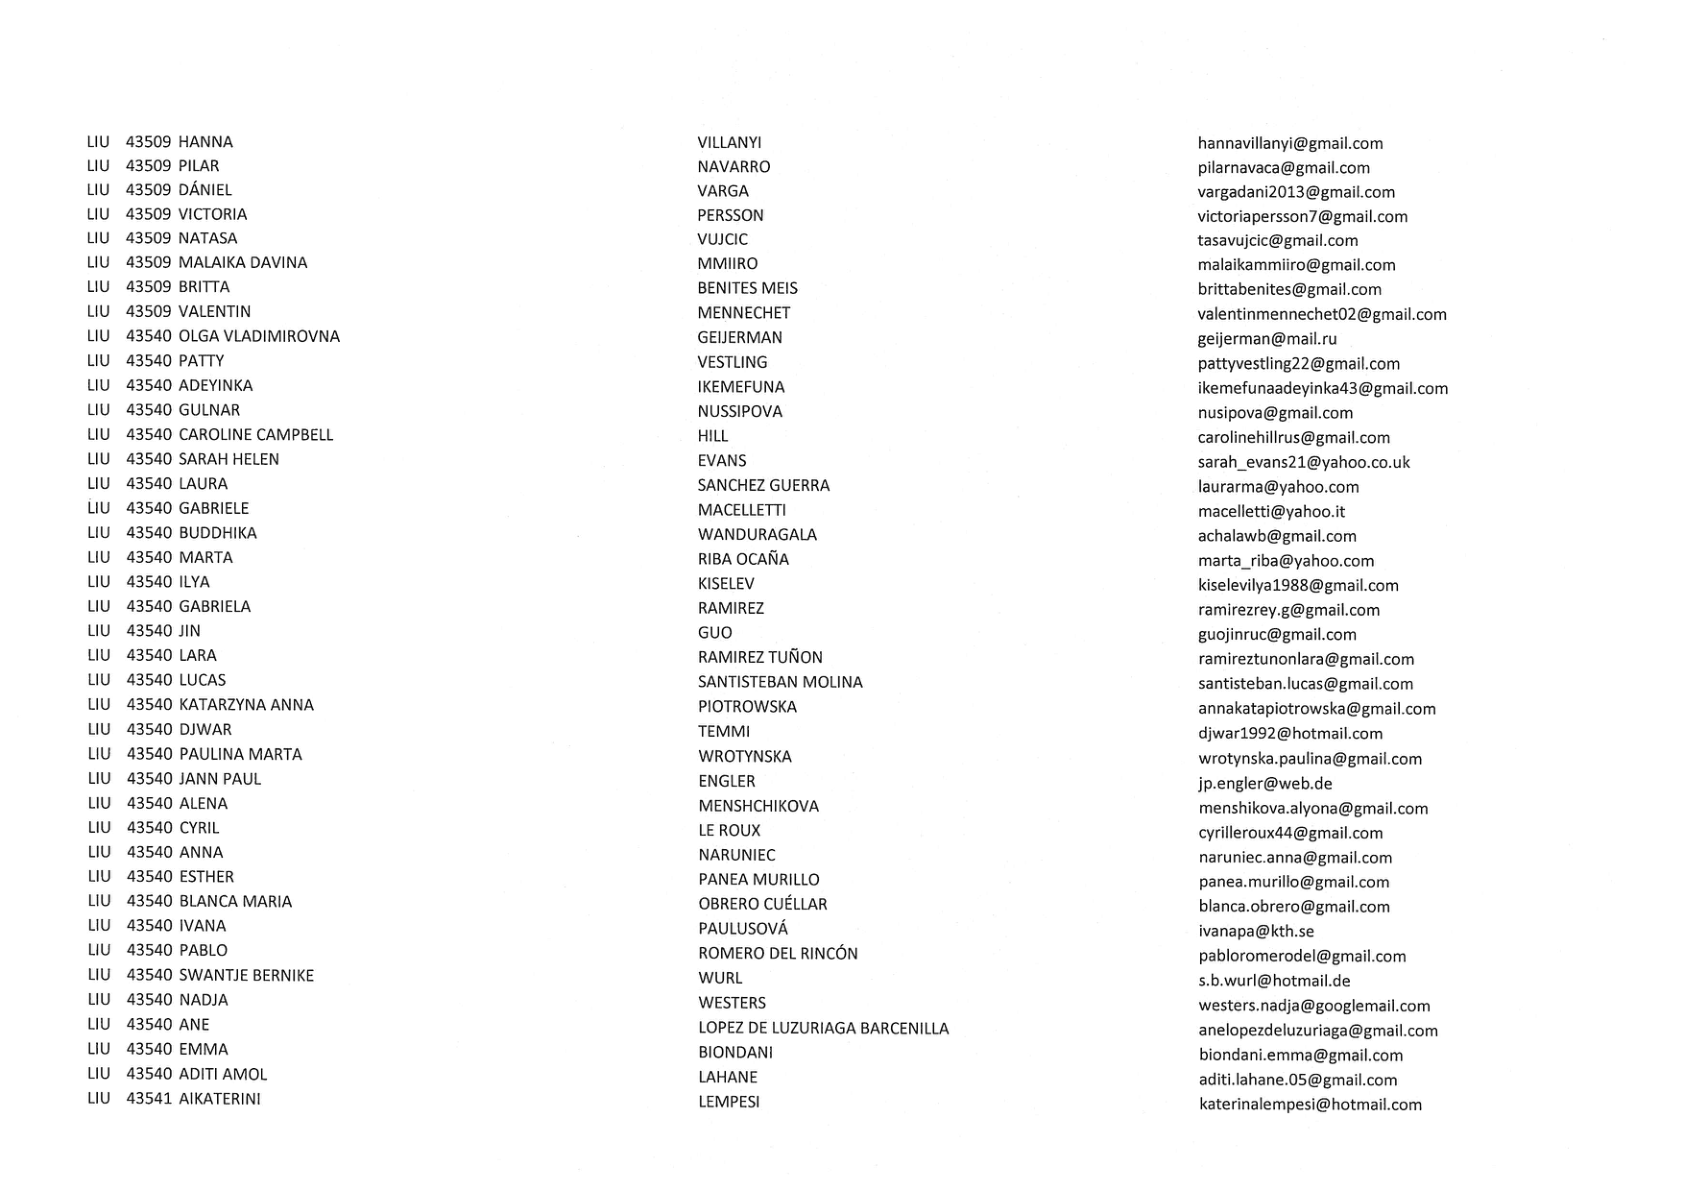 LIU 43509 HANNA VILLANYI hannavillanyi@gmail.com
LIU 43509 PILAR NAVARRO pilarnavaca@gmail.com
LIU 43509 DÁNIEL VARGA vargadani2013@gmail.com
LIU 43509 VICTORIA PERSSON victoriapersson7@gmail.com
LIU 43509 NATASA VUJCIC tasavujcic@gmail.com
LIU 43509 MALAIKA DAVINA MMIIRO malaikammiiro@gmail.com
LIU 43509 BRITTA BENITES MEIS brittabenites@gmail.com
LIU 43509 VALENTIN MENNECHET valentinmennechet02@gmail.com
LIU 43540 OLGA VLADIMIROVNA GEIJERMAN geijerman@mail.ru
LIU 43540 PATTY VESTLING pattyvestling22@gmail.com
LIU 43540 ADEYINKA IKEMEFUNA ikemefunaadeyinka43@gmail.com
LIU 43540 GULNAR NUSSIPOVA nusipova@gmail.com
LIU 43540 CAROLINE CAMPBELL HILL carolinehillrus@gmail.com
LIU 43540 SARAH HELEN EVANS sarah_evans21@yahoo.co.uk
LIU 43540 LAURA SANCHEZ GUERRA laurarma@yahoo.com
LIU 43540 GABRIELE MACELLETTI macelletti@yahoo.it
LIU 43540 BUDDHIKA WANDURAGALA achalawb@gmail.com
LIU 43540 MARTA RIBA OCAÑA marta_riba@yahoo.com
LIU 43540 ILYA KISELEV kiselevilya1988@gmail.com
LIU 43540 GABRIELA RAMIREZ ramirezrey.g@gmail.com
LIU 43540 JIN GUO guojinruc@gmail.com
LIU 43540 LARA RAMIREZ TUÑON ramireztunonlara@gmail.com
LIU 43540 LUCAS SANTISTEBAN MOLINA santisteban.lucas@gmail.com
LIU 43540 KATARZYNA ANNA PIOTROWSKA annakatapiotrowska@gmail.com
LIU 43540 DJWAR TEMMI djwar1992@hotmail.com
LIU 43540 PAULINA MARTA WROTYNSKA wrotynska.paulina@gmail.com
LIU 43540 JANN PAUL ENGLER jp.engler@web.de
LIU 43540 ALENA MENSHCHIKOVA menshikova.alyona@gmail.com
LIU 43540 CYRIL LE ROUX cyrilleroux44@gmail.com
LIU 43540 ANNA NARUNIEC naruniec.anna@gmail.com
LIU 43540 ESTHER PANEA MURILLO panea.murillo@gmail.com
LIU 43540 BLANCA MARIA OBRERO CUÉLLAR blanca.obrero@gmail.com
LIU 43540 IVANA PAULUSOVÁ ivanapa@kth.se
LIU 43540 PABLO ROMERO DEL RINCÓN pabloromerodel@gmail.com
LIU 43540 SWANTJE BERNIKE WURL s.b.wurl@hotmail.de
LIU 43540 NADJA WESTERS westers.nadja@googlemail.com
LIU 43540 ANE LOPEZ DE LUZURIAGA BARCENILLA anelopezdeluzuriaga@gmail.com
LIU 43540 EMMA BIONDANI biondani.emma@gmail.com
LIU 43540 ADITI AMOL LAHANE aditi.lahane.05@gmail.com
LIU 43541 AIKATERINI LEMPESI katerinalempesi@hotmail.com